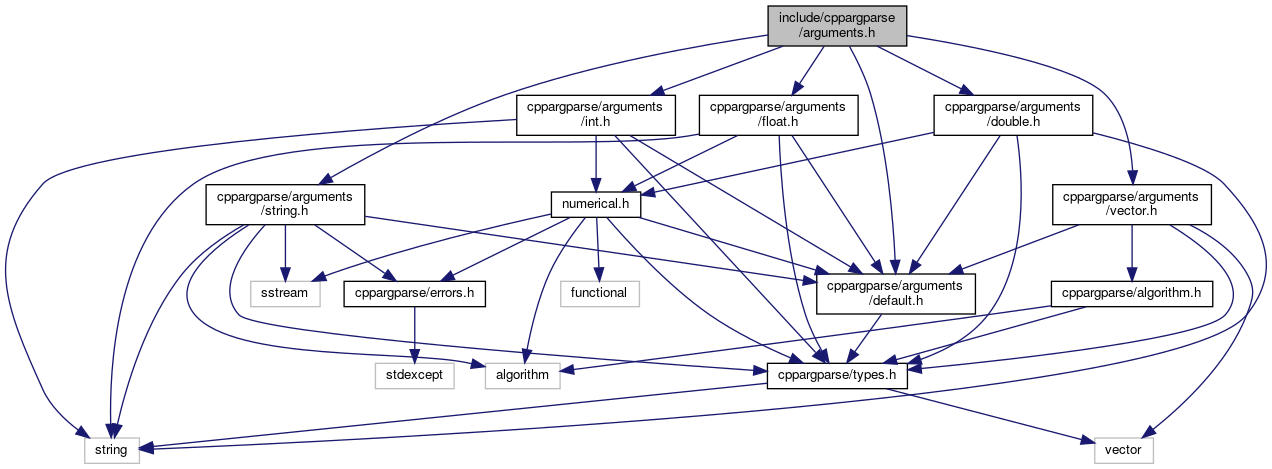 include/cppargparse
/arguments.h
cppargparse/arguments
/int.h
cppargparse/arguments
/float.h
cppargparse/arguments
/double.h
cppargparse/arguments
/string.h
numerical.h
cppargparse/arguments
/vector.h
sstream
cppargparse/errors.h
functional
cppargparse/arguments
/default.h
cppargparse/algorithm.h
stdexcept
algorithm
cppargparse/types.h
string
vector